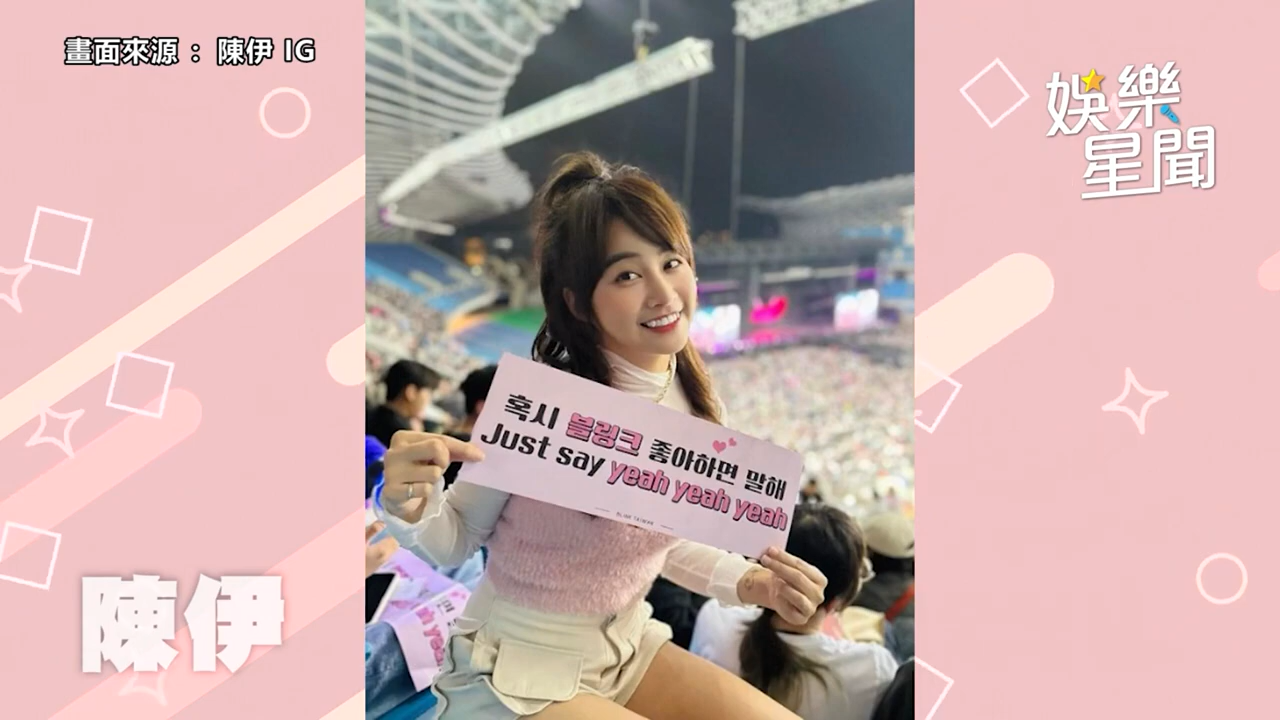 畫面來源： 陳伊 IG
娛樂
星聞
혹시 블링크 좋아하면 말해
Just say yeah yeah yeah
陳伊